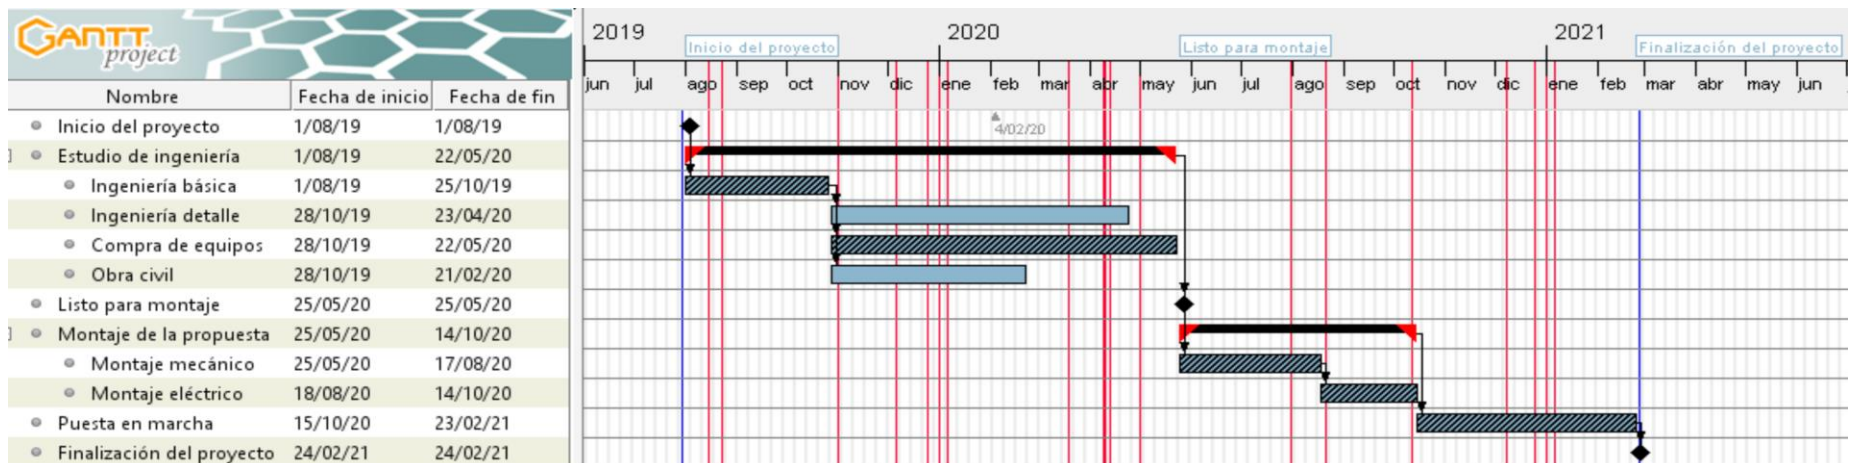 GANTT
project
2019
2020
2021
Inicio del proyecto
Listo para montaje
Finalización del proyecto
jun jul ago sep oct nov dic ene feb mar abr may jun jul ago sep oct nov dic ene feb mar abr may jun
Nombre Fecha de inicio Fecha de fin
Inicio del proyecto 1/08/19 1/08/19
4/02/20
Estudio de ingeniería 1/08/19 22/05/20
Ingeniería básica 1/08/19 25/10/19
Ingeniería detalle 28/10/19 23/04/20
Compra de equipos 28/10/19 22/05/20
Obra civil 28/10/19 21/02/20
Listo para montaje 25/05/20 25/05/20
Montaje de la propuesta 25/05/20 14/10/20
Montaje mecánico 25/05/20 17/08/20
Montaje eléctrico 18/08/20 14/10/20
Puesta en marcha 15/10/20 23/02/21
Finalización del proyecto 24/02/21 24/02/21